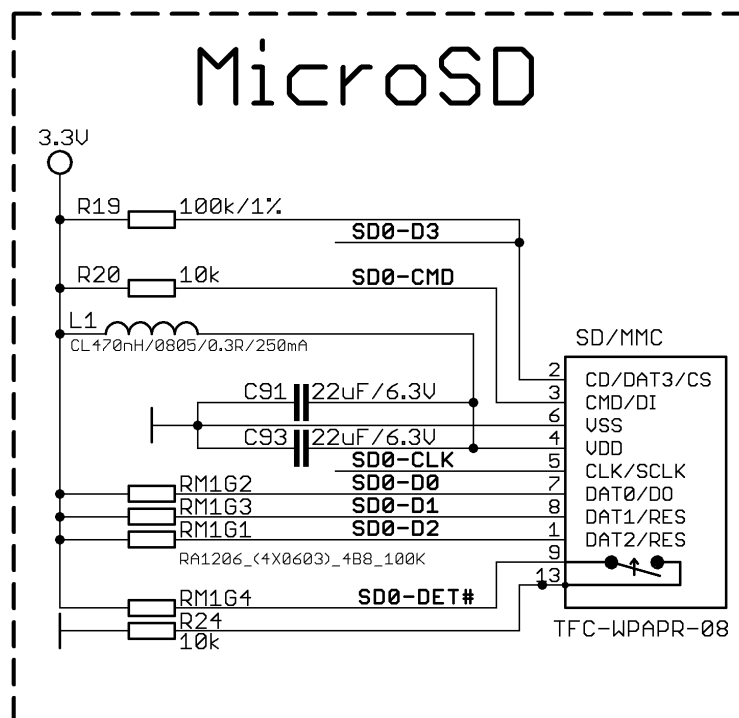 MicroSD
3.3V
R19 100k/1%
SD0-D3
R20 10k SD0-CMD
L1
CL470nH/0805/0.3R/250mA
SD/MMC
2 CD/DAT3/CS
C91 22uF/6.3V 3 CMD/DI
6 VSS
C93 22uF/6.3V 4 VDD
SD0-CLK 5 CLK/SCLK
RM1G2 SD0-D0 7 DAT0/DO
RM1G3 SD0-D1 8 DAT1/RES
RM1G1 SD0-D2 1 DAT2/RES
RA1206_(4X0603)_4B8_100K 9
13
RM1G4 SD0-DET#
R24
10k
TFC-WPAPR-08